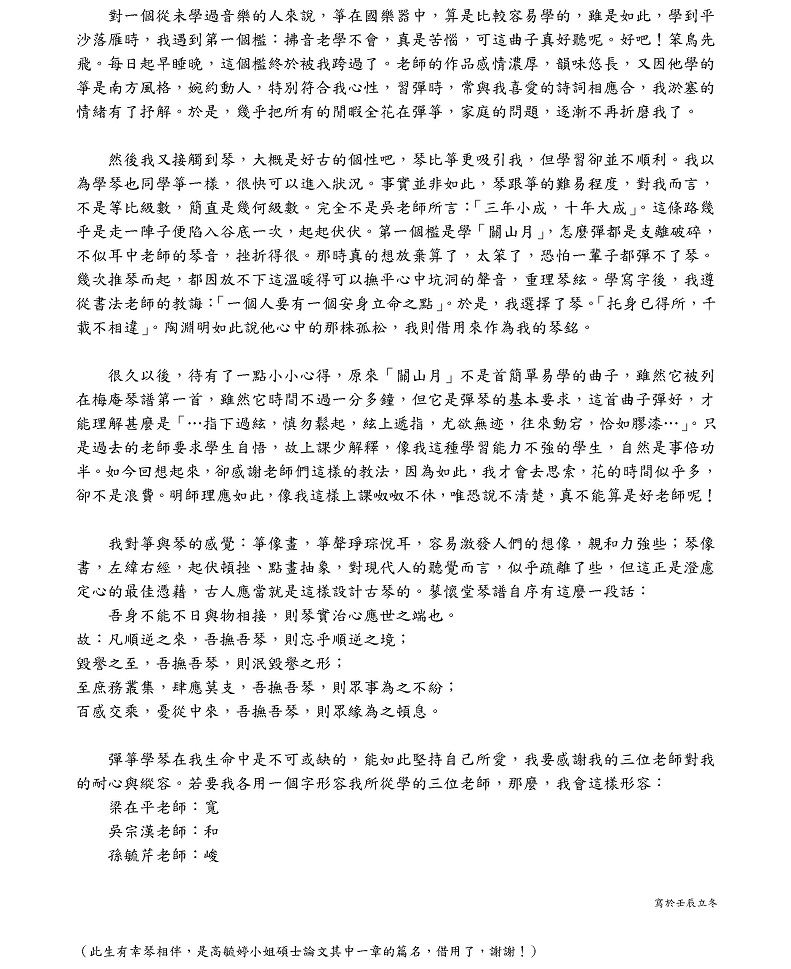 對一個從未學過音樂的人來說，箏在國樂器中，算是比較容易學的，雖是如此，學到平
沙落雁時，我遇到第一個檻：拂音老學不會，真是苦惱，可這曲子真好聽呢。好吧！笨鳥先
飛。每日起早睡晚，這個檻終於被我跨過了。老師的作品感情濃厚，韻味悠長，又因他學的
箏是南方風格，婉約動人，特別符合我心性，習彈時，常與我喜愛的詩詞相應合，我淤塞的
情緒有了抒解。於是，幾乎把所有的閒暇全花在彈箏，家庭的問題，逐漸不再折磨我了。
然後我又接觸到琴，大概是好古的個性吧，琴比箏更吸引我，但學習卻並不順利。我以
為學琴也同學箏一樣，很快可以進入狀況。事實並非如此，琴跟箏的難易程度，對我而言，
不是等比級數，簡直是幾何級數。完全不是吳老師所言：「三年小成，十年大成」。這條路幾
乎是走一陣子便陷入谷底一次，起起伏伏。第一個檻是學「關山月」，怎麼彈都是支離破碎，
不似耳中老師的琴音，挫折得很。那時真的想放棄算了，太笨了，恐怕一輩子都彈不了琴。
幾次推琴而起，都因放不下這溫暖得可以撫平心中坑洞的聲音，重理琴絃。學寫字後，我遵
從書法老師的教誨：「一個人要有一個安身立命之點」。於是，我選擇了琴。「托身已得所，千
載不相違」。陶淵明如此說他心中的那株孤松，我則借用來作為我的琴銘。
很久以後，待有了一點小小心得，原來「關山月」不是首簡單易學的曲子，雖然它被列
在梅庵琴譜第一首，雖然它時間不過一分多鐘，但它是彈琴的基本要求，這首曲子彈好，才
能理解甚麼是「…指下過絃，慎勿鬆起，絃上遞指，尤欲無迹，往來動宕，恰如膠漆…」。只
是過去的老師要求學生自悟，故上課少解釋，像我這種學習能力不強的學生，自然是事倍功
半。如今回想起來，卻感謝老師們這樣的教法，因為如此，我才會去思索，花的時間似乎多，
卻不是浪費。明師理應如此，像我這樣上課呶呶不休，唯恐說不清楚，真不能算是好老師呢！
我對箏與琴的感覺：箏像畫，箏聲琤琮悅耳，容易激發人們的想像，親和力強些；琴像
書，左緯右經，起伏頓挫、點畫抽象，對現代人的聽覺而言，似乎疏離了些，但這正是澄慮
定心的最佳憑藉，古人應當就是這樣設計古琴的。蓼懷堂琴譜自序有這麼一段話：
吾身不能不日與物相接，則琴實治心應世之端也。
故：凡順逆之來，吾撫吾琴，則忘乎順逆之境；
毀譽之至，吾撫吾琴，則泯毀譽之形；
至庶務叢集，肆應莫支，吾撫吾琴，則眾事為之不紛；
百感交乘，憂從中來，吾撫吾琴，則眾緣為之頓息。
彈箏學琴在我生命中是不可或缺的，能如此堅持自己所愛，我要感謝我的三位老師對我
的耐心與縱容。若要我各用一個字形容我所從學的三位老師，那麼，我會這樣形容：
梁在平老師：寬
吳宗漢老師：和
孫毓芹老師：峻
寫於壬辰立冬
（此生有幸琴相伴，是高毓婷小姐碩士論文其中一章的篇名，借用了，謝謝！）